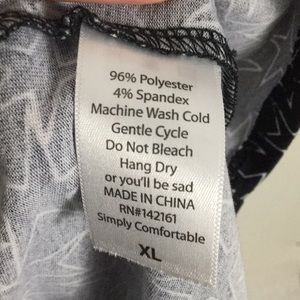 96% Polyester
4% Spandex
Machine Wash Cold
Gentle Cycle
Do Not Bleach
Hang Dry
or you'll be sad
MADE IN CHINA
RN#142161
Simply Comfortable
XL